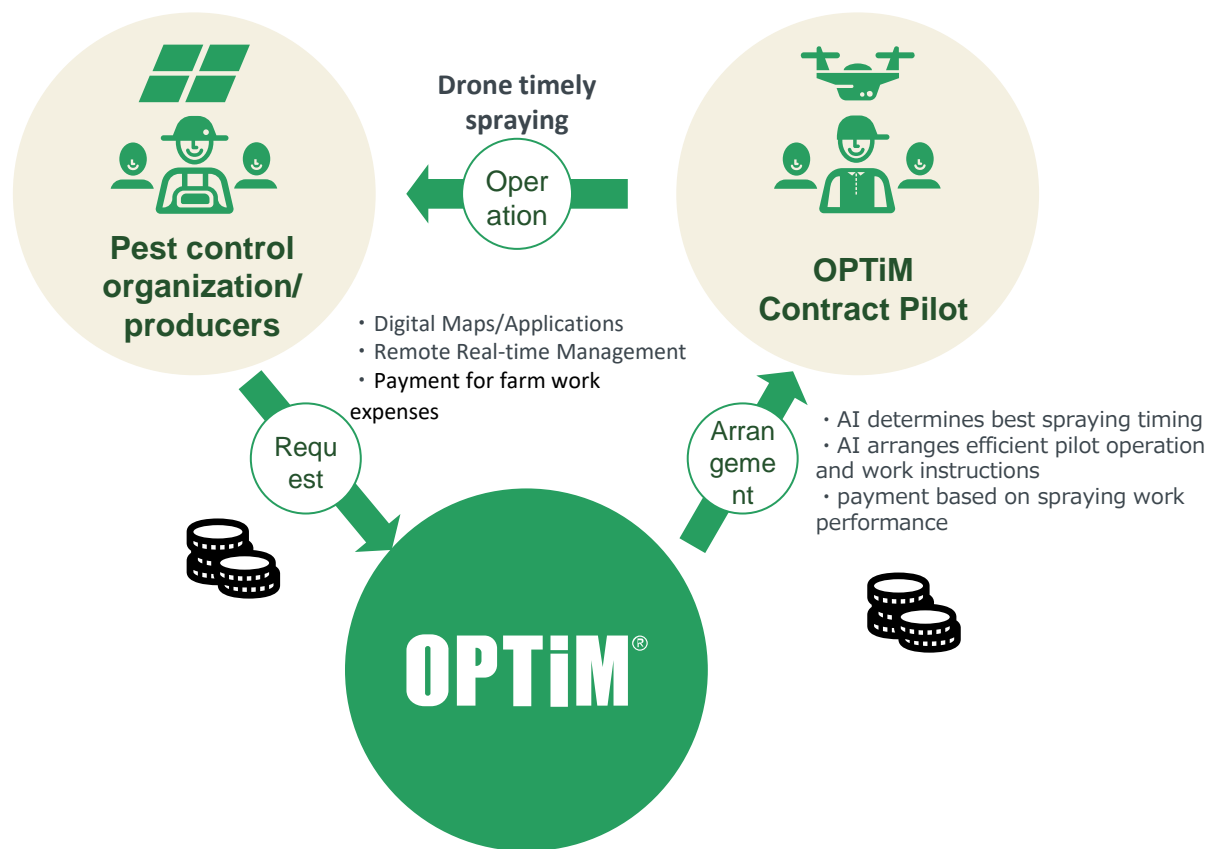 Drone timely
spraying
Oper
ation
Pest control
organization/
producers
OPTiM
Contract Pilot
・Digital Maps/Applications
・Remote Real-time Management
・Payment for farm work
expenses
Requ
est
Arran
geme
nt
・AI determines best spraying timing
・AI arranges efficient pilot operation
and work instructions
・payment based on spraying work
performance
OPTiM®